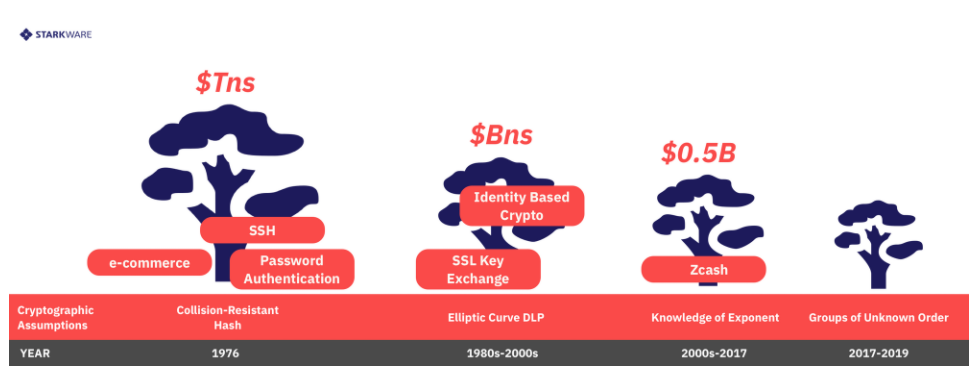 STARKWARE
$Tns
$Bns
$0.5B
Identity Based
Crypto
SSH
e-commerce
Password
Authentication
SSL Key
Exchange
Zcash
Cryptographic
Assumptions
Collision-Resistant
Hash
Elliptic Curve DLP
Knowledge of Exponent
Groups of Unknown Order
YEAR
1976
1980s-2000s
2000s-2017
2017-2019